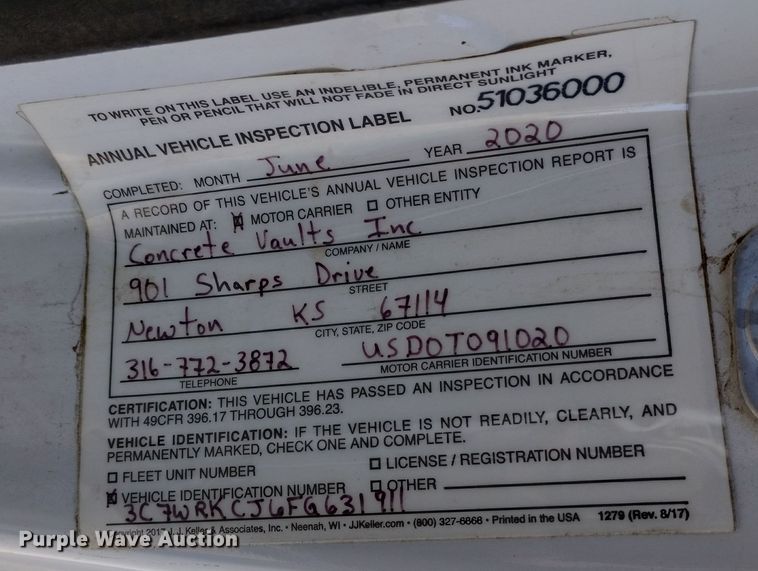 TO WRITE ON THIS LABEL USE AN INDELIBLE, PERMANENT INK MARKER,
PEN OR PENCIL THAT WILL NOT FADE IN DIRECT SUNLIGHT
ANNUAL VEHICLE INSPECTION LABEL NO. 51036000
COMPLETED: MONTH June YEAR 2020
A RECORD OF THIS VEHICLE'S ANNUAL VEHICLE INSPECTION REPORT IS
MAINTAINED AT: ☒ MOTOR CARRIER ☐ OTHER ENTITY
Concrete Vaults Inc
COMPANY / NAME
901 Sharps Drive
STREET
Newton KS 67114
CITY, STATE, ZIP CODE
316-772-3872 USDOT091020
TELEPHONE MOTOR CARRIER IDENTIFICATION NUMBER
CERTIFICATION: THIS VEHICLE HAS PASSED AN INSPECTION IN ACCORDANCE
WITH 49CFR 396.17 THROUGH 396.23.
VEHICLE IDENTIFICATION: IF THE VEHICLE IS NOT READILY, CLEARLY, AND
PERMANENTLY MARKED, CHECK ONE AND COMPLETE.
☐ FLEET UNIT NUMBER ☐ LICENSE / REGISTRATION NUMBER
☒ VEHICLE IDENTIFICATION NUMBER ☐ OTHER
3C7WRKCJ6FG631911
J. J. Keller & Associates, Inc. • Neenah, WI • JJKeller.com • (800) 327-6868 • Printed in the USA 1279 (Rev. 8/17)
Purple Wave Auction